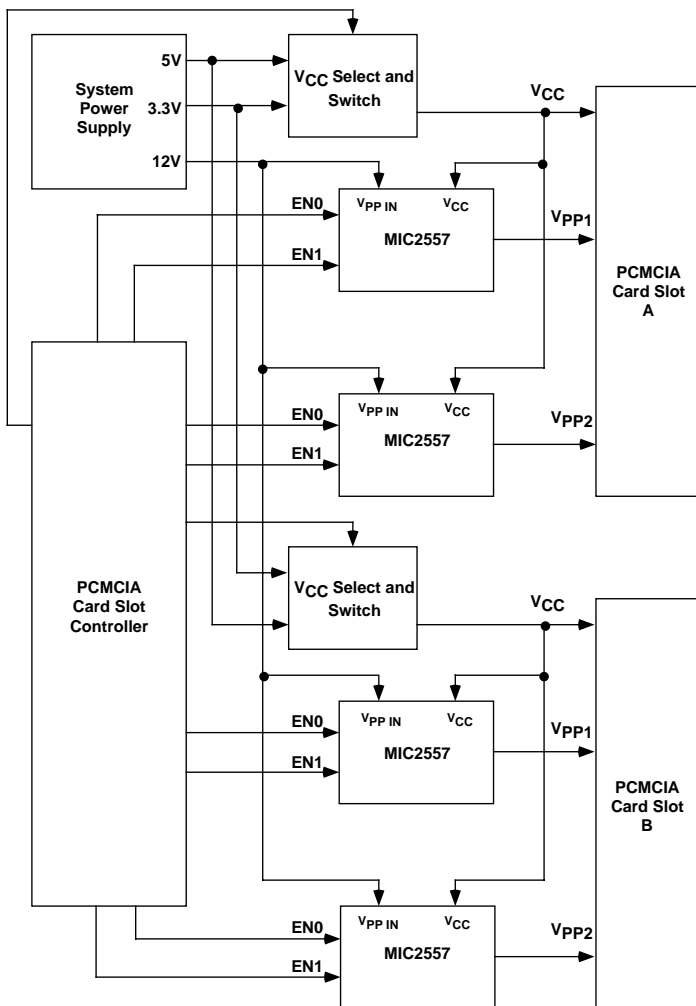 5V
System
Power
Supply
3.3V
12V
VCC Select and
Switch
VCC
EN0
EN1
VPP IN
VCC
MIC2557
VPP1
PCMCIA
Card Slot
A
EN0
EN1
VPP IN
VCC
MIC2557
VPP2
PCMCIA
Card Slot
Controller
VCC Select and
Switch
VCC
EN0
EN1
VPP IN
VCC
MIC2557
VPP1
PCMCIA
Card Slot
B
EN0
EN1
VPP IN
VCC
MIC2557
VPP2